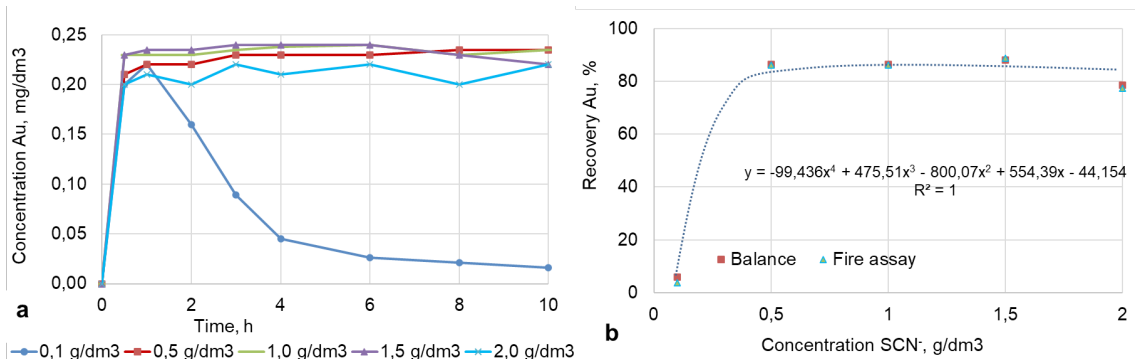 Concentration Au, mg/dm3
0,25
0,20
0,15
0,10
0,05
0,00
0 2 4 6 8 10
Time, h
a
0,1 g/dm3 0,5 g/dm3 1,0 g/dm3 1,5 g/dm3 2,0 g/dm3
Recovery Au, %
100
80
60
40
20
0
y = -99,436x⁴ + 475,51x³ - 800,07x² + 554,39x - 44,154
R² = 1
Balance Fire assay
0 0,5 1 1,5 2
b
Concentration SCN⁻, g/dm3